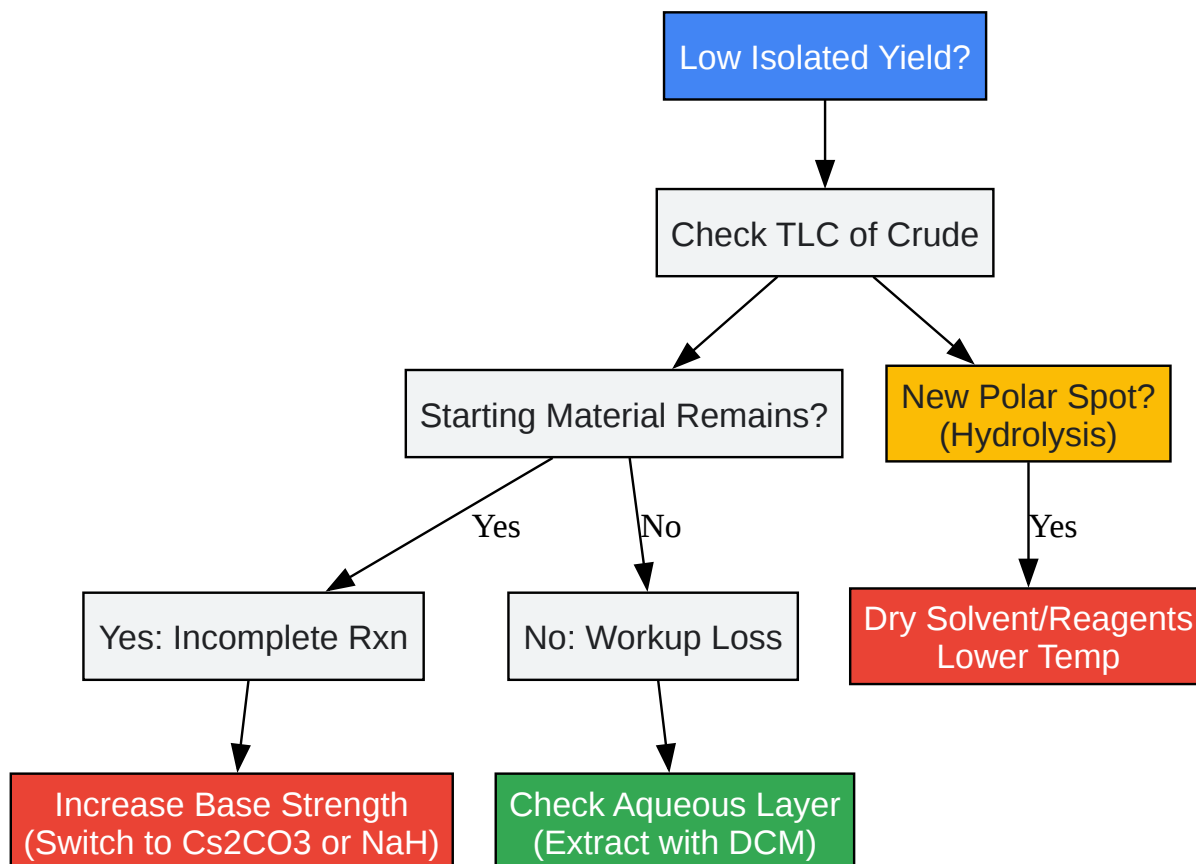 Low Isolated Yield?
Check TLC of Crude
Starting Material Remains?
New Polar Spot?
(Hydrolysis)
Yes
No
Yes
Yes: Incomplete Rxn
No: Workup Loss
Dry Solvent/Reagents
Lower Temp
Increase Base Strength
(Switch to Cs2CO3 or NaH)
Check Aqueous Layer
(Extract with DCM)